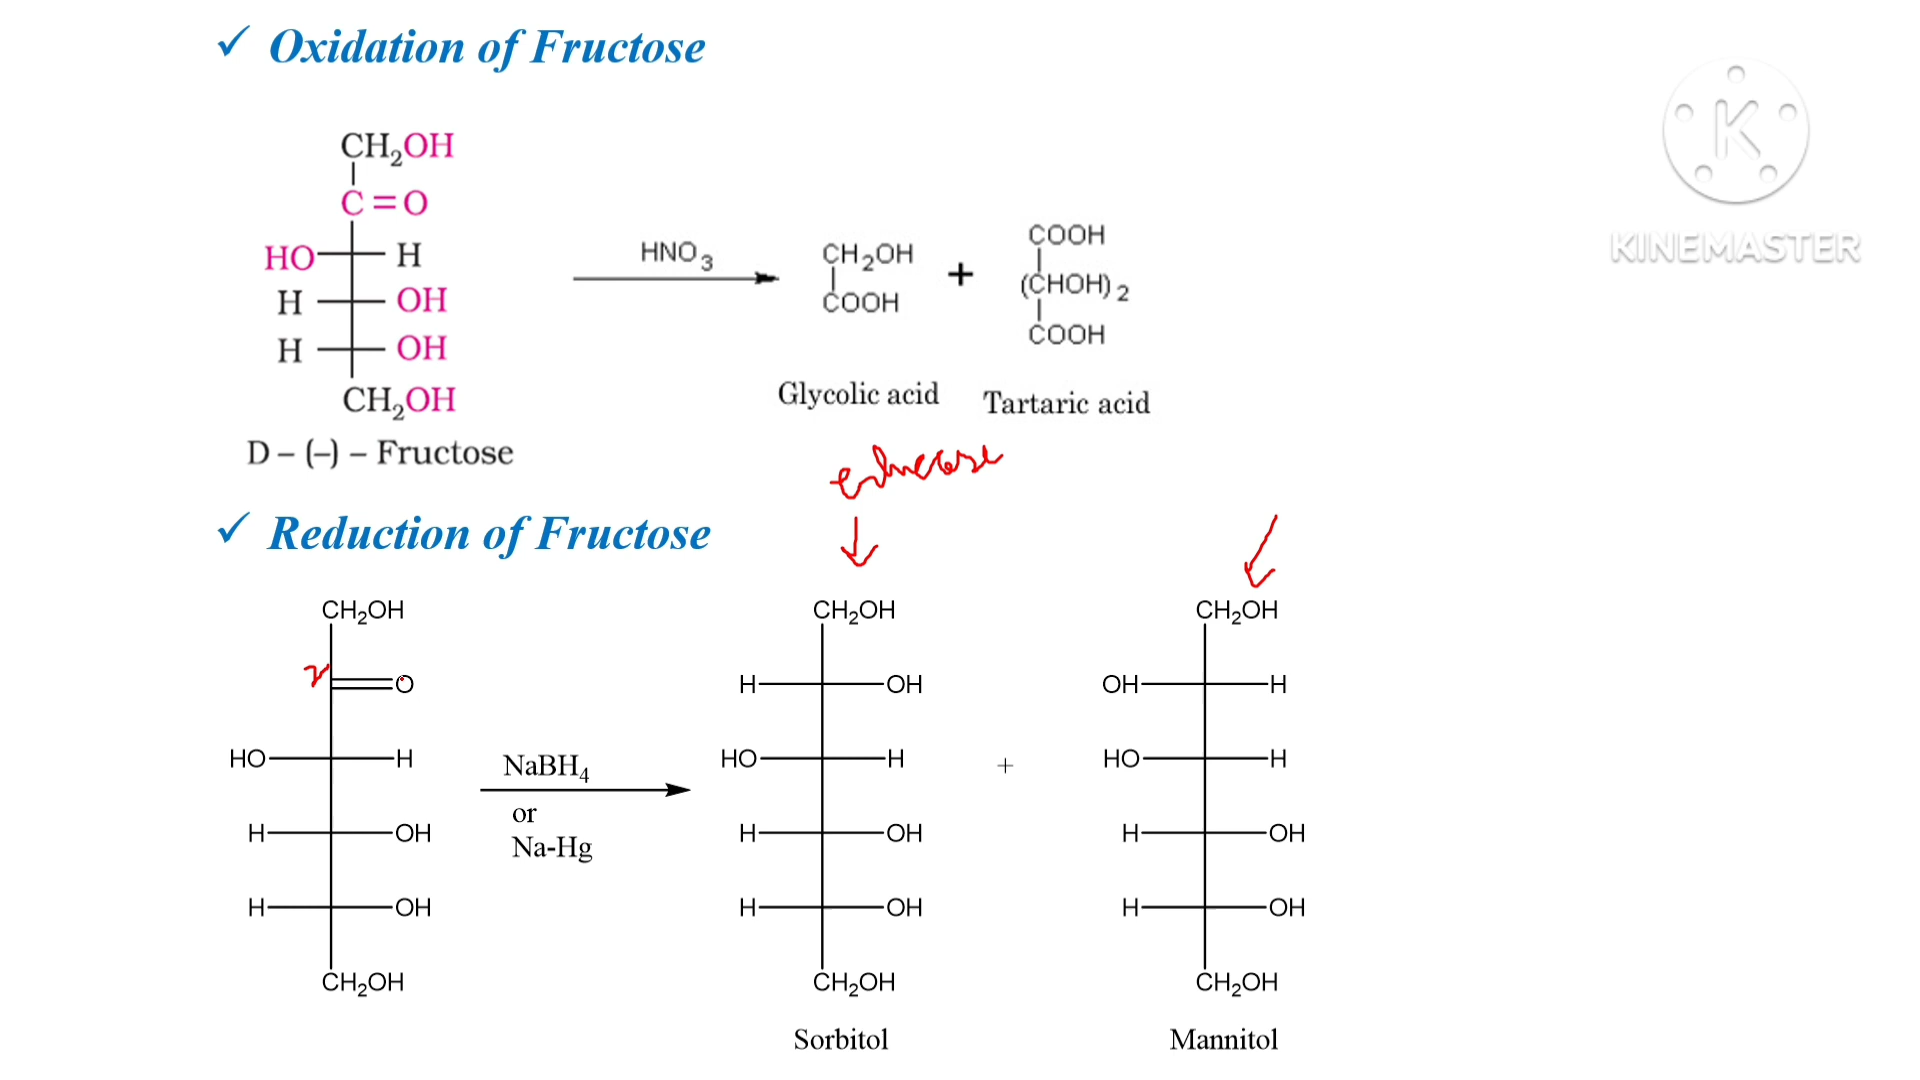 ✓ Oxidation of Fructose
CH₂OH
C=O
HO H
H OH
H OH
CH₂OH
D – (–) – Fructose
HNO₃
CH₂OH
COOH
Glycolic acid
+
COOH
(CHOH)₂
COOH
Tartaric acid
K
KINEMASTER
✓ Reduction of Fructose
CH₂OH
2 O
HO H
H OH
H OH
CH₂OH
NaBH₄
or
Na-Hg
CH₂OH
H OH
HO H
H OH
H OH
CH₂OH
Sorbitol
+
CH₂OH
OH H
HO H
H OH
H OH
CH₂OH
Mannitol